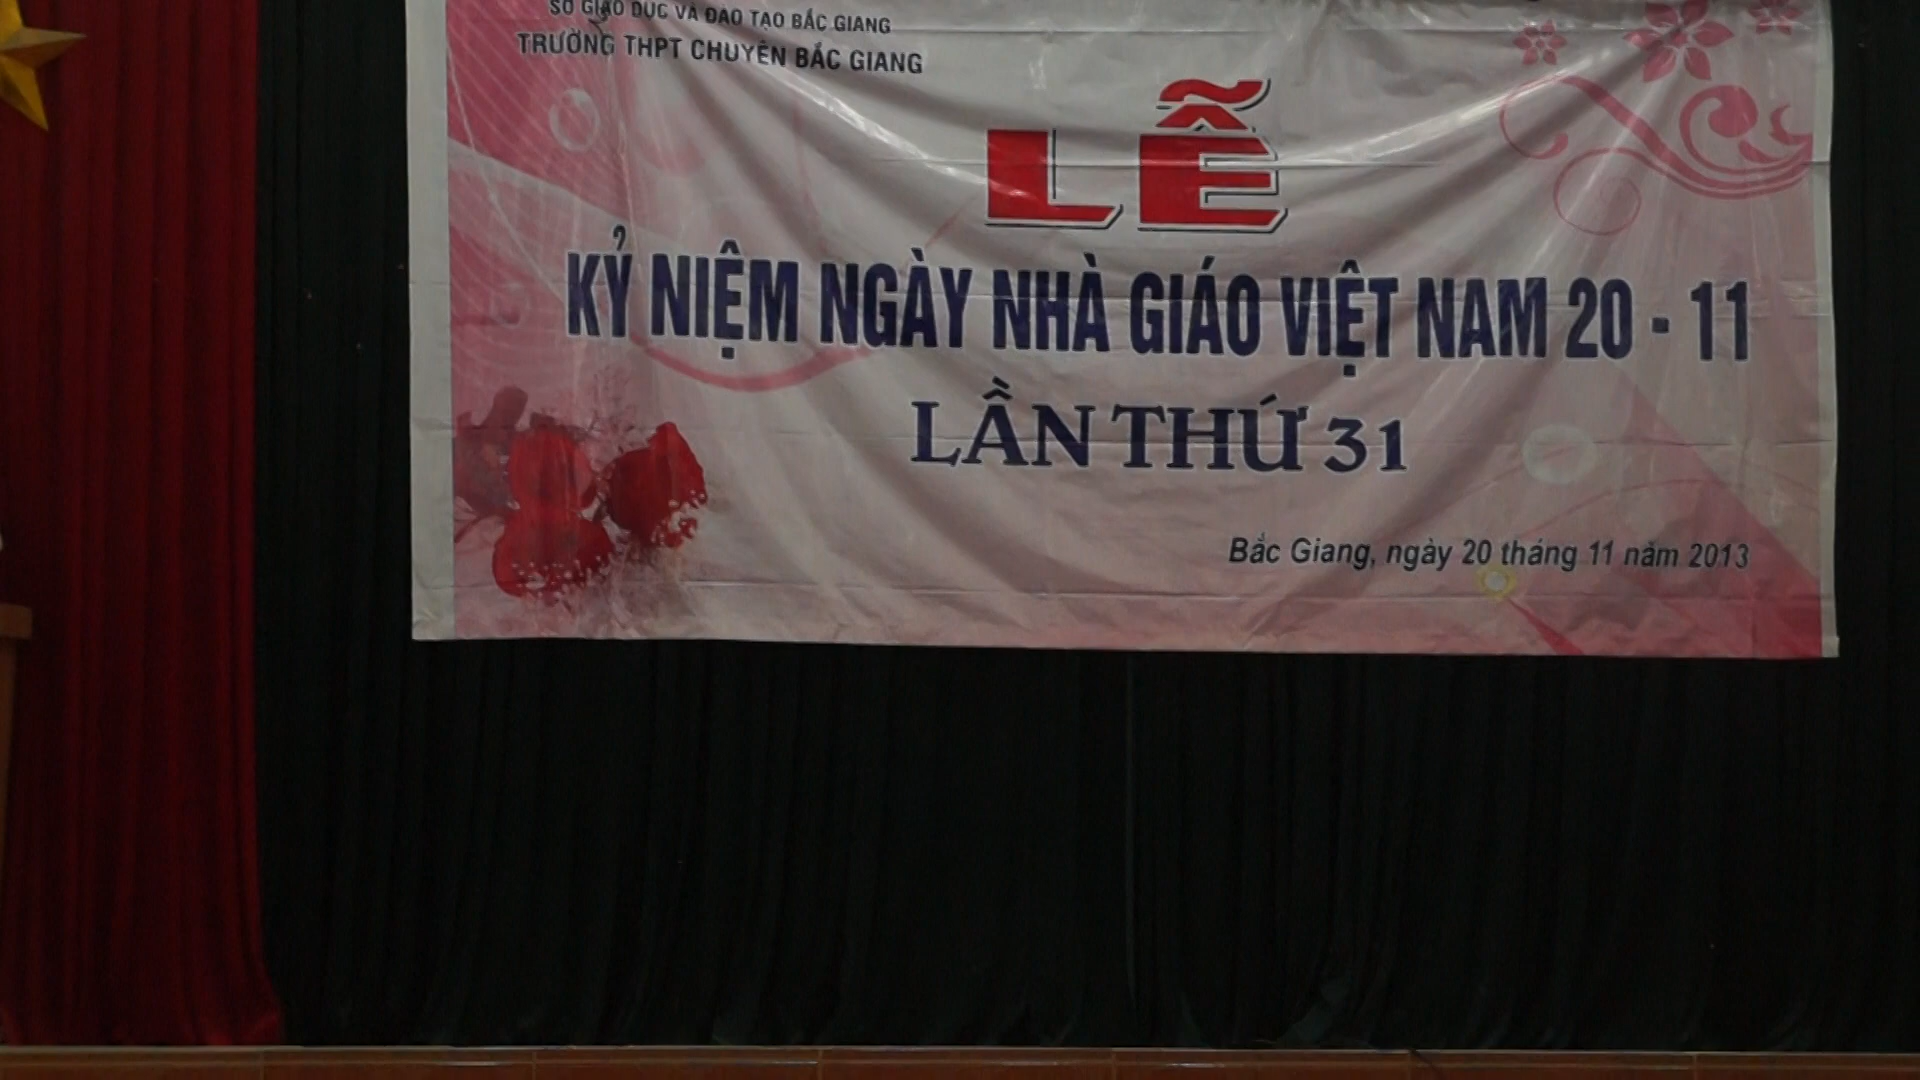 SỞ GIÁO DỤC VÀ ĐÀO TẠO BẮC GIANG
TRƯỜNG THPT CHUYÊN BẮC GIANG
LỄ
KỶ NIỆM NGÀY NHÀ GIÁO VIỆT NAM 20 - 11
LẦN THỨ 31
Bắc Giang, ngày 20 tháng 11 năm 2013